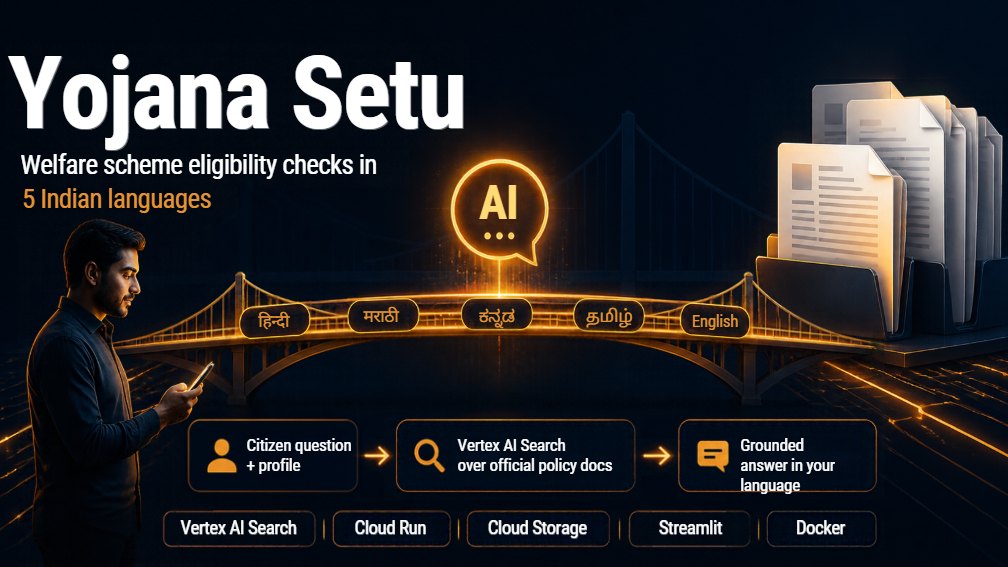 Yojana Setu
Welfare scheme eligibility checks in
5 Indian languages
AI
हिन्दी
मराठी
ಕನ್ನಡ
தமிழ்
English
Citizen question
+ profile
Vertex AI Search
over official policy docs
Grounded
answer in your
language
Vertex AI Search
Cloud Run
Cloud Storage
Streamlit
Docker